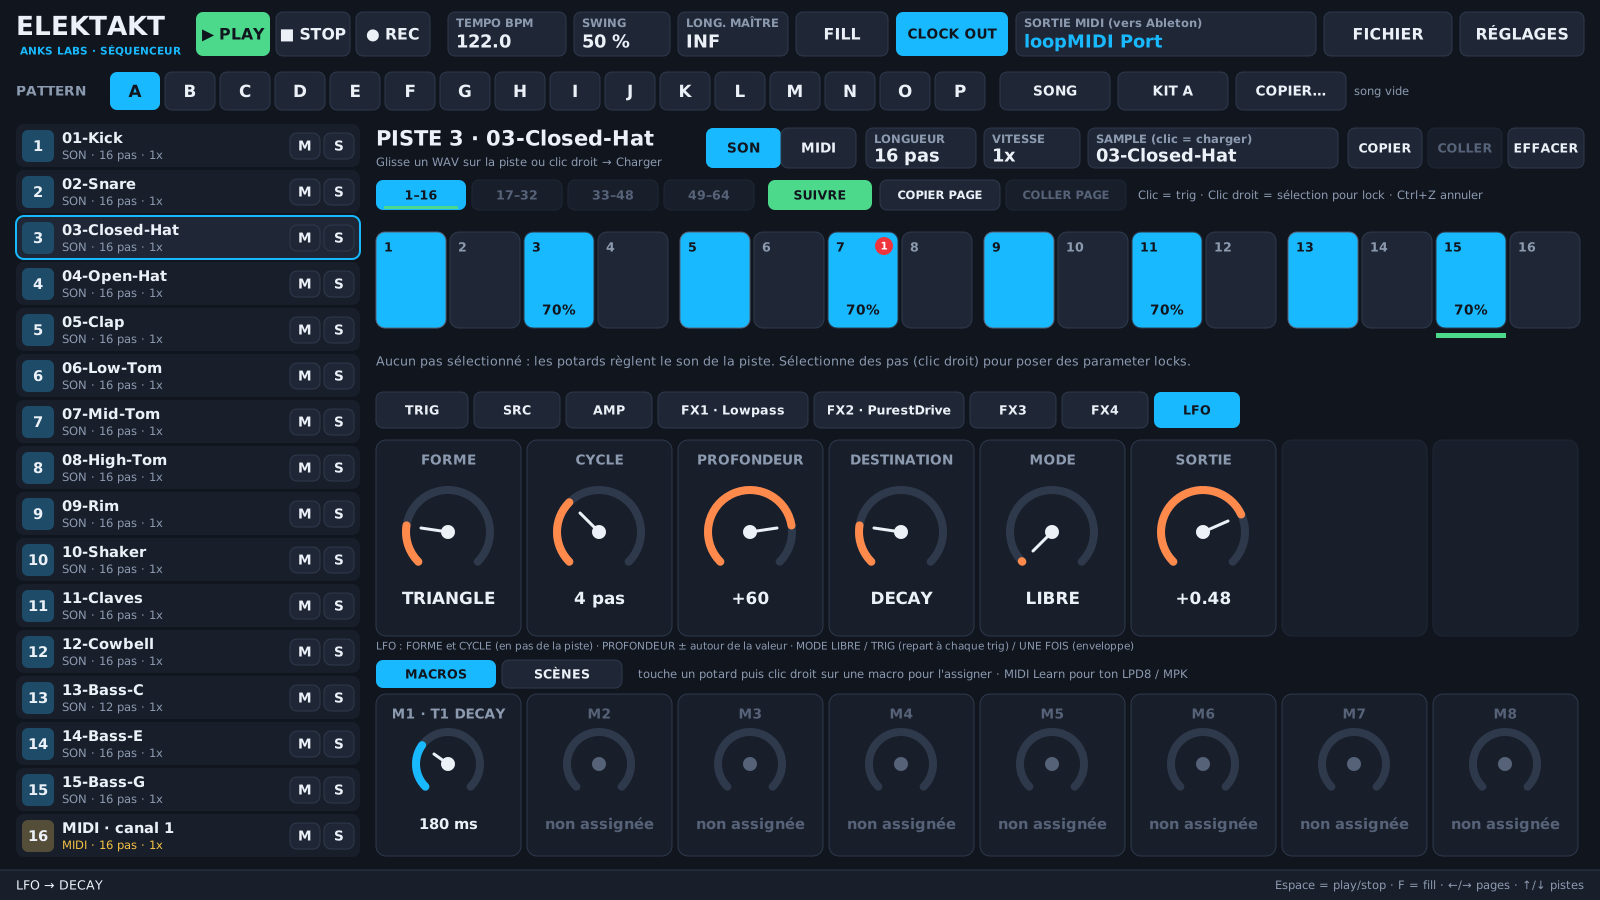 ELEKTAKT
ANKS LABS · SÉQUENCEUR
▶ PLAY
■ STOP
● REC
TEMPO BPM
122.0
SWING
50 %
LONG. MAÎTRE
INF
FILL
CLOCK OUT
SORTIE MIDI (vers Ableton)
loopMIDI Port
FICHIER
RÉGLAGES
PATTERN
A
B
C
D
E
F
G
H
I
J
K
L
M
N
O
P
SONG
KIT A
COPIER...
song vide
1
01-Kick
SON · 16 pas · 1x
M
S
2
02-Snare
SON · 16 pas · 1x
M
S
3
03-Closed-Hat
SON · 16 pas · 1x
M
S
4
04-Open-Hat
SON · 16 pas · 1x
M
S
5
05-Clap
SON · 16 pas · 1x
M
S
6
06-Low-Tom
SON · 16 pas · 1x
M
S
7
07-Mid-Tom
SON · 16 pas · 1x
M
S
8
08-High-Tom
SON · 16 pas · 1x
M
S
9
09-Rim
SON · 16 pas · 1x
M
S
10
10-Shaker
SON · 16 pas · 1x
M
S
11
11-Claves
SON · 16 pas · 1x
M
S
12
12-Cowbell
SON · 16 pas · 1x
M
S
13
13-Bass-C
SON · 12 pas · 1x
M
S
14
14-Bass-E
SON · 16 pas · 1x
M
S
15
15-Bass-G
SON · 16 pas · 1x
M
S
16
MIDI · canal 1
MIDI · 16 pas · 1x
M
S
PISTE 3 · 03-Closed-Hat
Glisse un WAV sur la piste ou clic droit → Charger
SON
MIDI
LONGUEUR
16 pas
VITESSE
1x
SAMPLE (clic = charger)
03-Closed-Hat
COPIER
COLLER
EFFACER
1–16
17–32
33–48
49–64
SUIVRE
COPIER PAGE
COLLER PAGE
Clic = trig · Clic droit = sélection pour lock · Ctrl+Z annuler
1
2
3
70%
4
5
6
7
1
70%
8
9
10
11
70%
12
13
14
15
70%
16
Aucun pas sélectionné : les potards règlent le son de la piste. Sélectionne des pas (clic droit) pour poser des parameter locks.
TRIG
SRC
AMP
FX1 · Lowpass
FX2 · PurestDrive
FX3
FX4
LFO
FORME
TRIANGLE
CYCLE
4 pas
PROFONDEUR
+60
DESTINATION
DECAY
MODE
LIBRE
SORTIE
+0.48
LFO : FORME et CYCLE (en pas de la piste) · PROFONDEUR ± autour de la valeur · MODE LIBRE / TRIG (repart à chaque trig) / UNE FOIS (enveloppe)
MACROS
SCÈNES
touche un potard puis clic droit sur une macro pour l'assigner · MIDI Learn pour ton LPD8 / MPK
M1 · T1 DECAY
180 ms
M2
non assignée
M3
non assignée
M4
non assignée
M5
non assignée
M6
non assignée
M7
non assignée
M8
non assignée
LFO → DECAY
Espace = play/stop · F = fill · ←/→ pages · ↑/↓ pistes